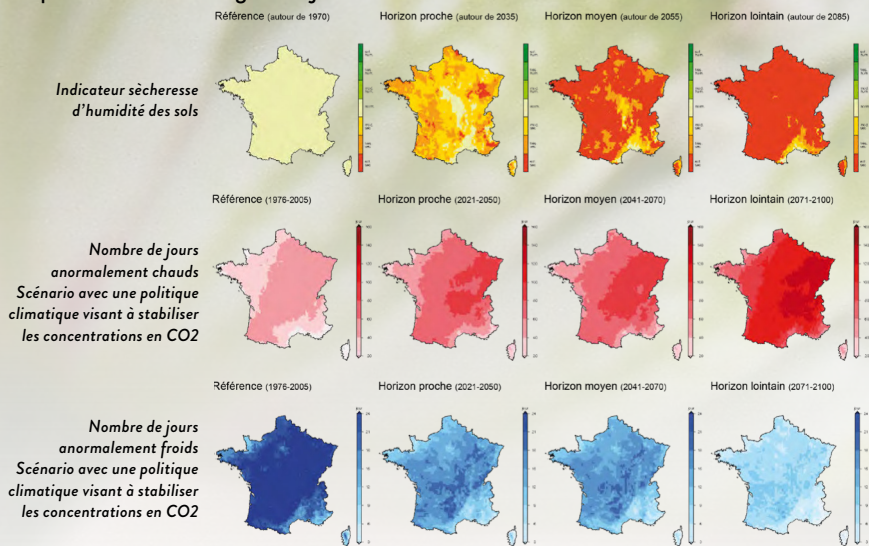 Référence (autour de 1970)
Horizon proche (autour de 2035)
Horizon moyen (autour de 2055)
Horizon lointain (autour de 2085)
Indicateur sècheresse
d'humidité des sols
Référence (1976-2005)
Horizon proche (2021-2050)
Horizon moyen (2041-2070)
Horizon lointain (2071-2100)
Nombre de jours
anormalement chauds
Scénario avec une politique
climatique visant à stabiliser
les concentrations en CO2
Référence (1976-2005)
Horizon proche (2021-2050)
Horizon moyen (2041-2070)
Horizon lointain (2071-2100)
Nombre de jours
anormalement froids
Scénario avec une politique
climatique visant à stabiliser
les concentrations en CO2